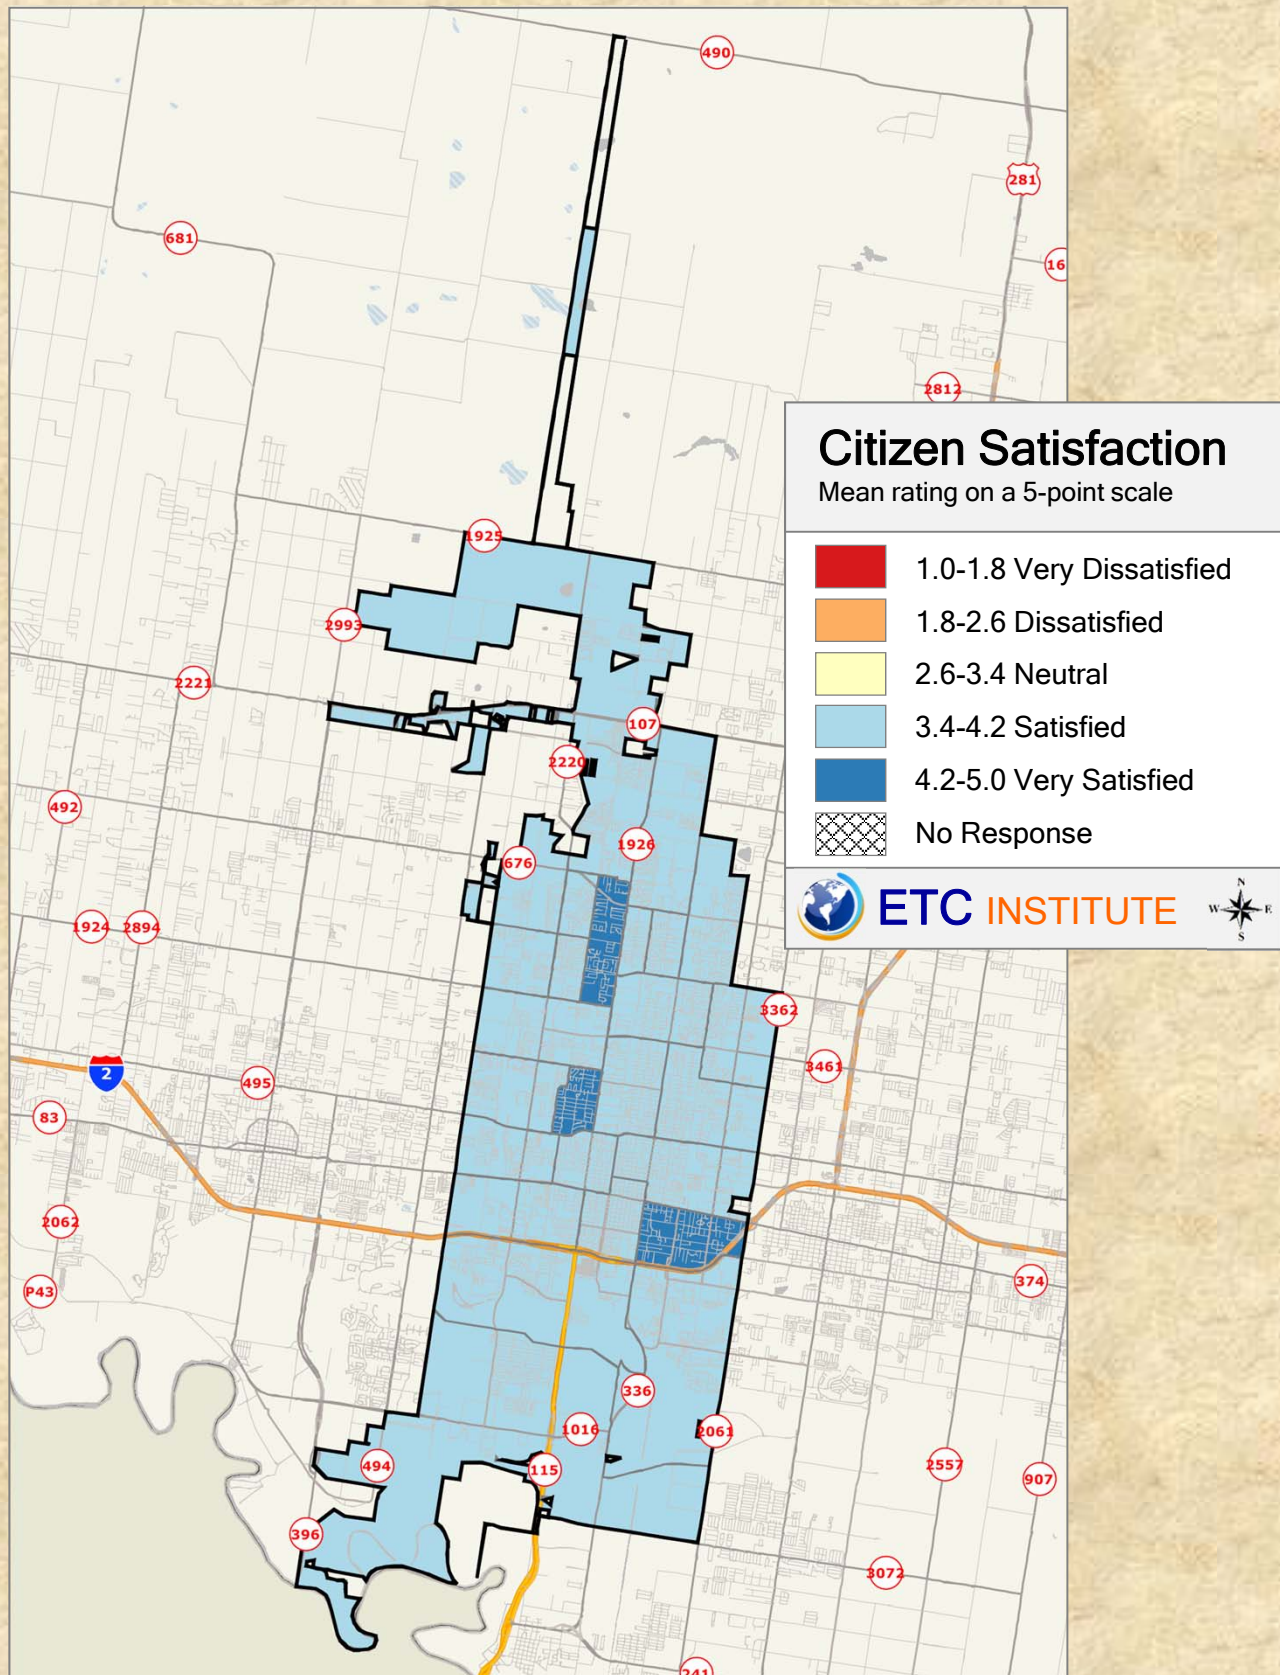 490
281
681
16
2812
Citizen Satisfaction
Mean rating on a 5-point scale
1.0-1.8 Very Dissatisfied
1.8-2.6 Dissatisfied
2.6-3.4 Neutral
3.4-4.2 Satisfied
4.2-5.0 Very Satisfied
No Response
ETC INSTITUTE
N
W E
S
1925
2993
2221
107
2220
492
1926
676
1924
2894
3362
3461
2
495
83
2062
374
P43
336
1016
2061
494
115
2557
907
396
3072
241